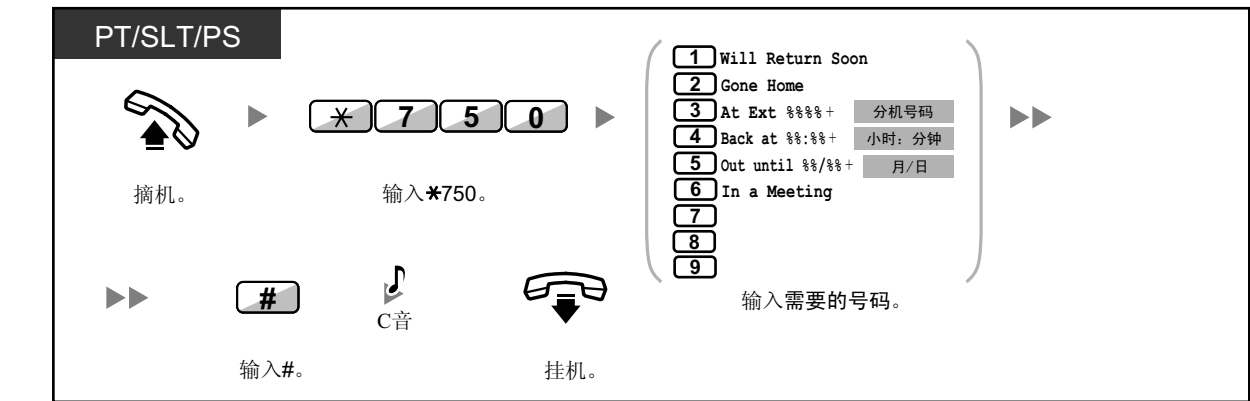 PT/SLT/PS
1 Will Return Soon
2 Gone Home
3 At Ext %%%%+ 分机号码
4 Back at %%:%%+ 小时：分钟
5 Out until %%/%%+ 月/日
6 In a Meeting
7
8
9
* 7 5 0
摘机。
输入*750。
输入需要的号码。
#
C音
输入#。
挂机。